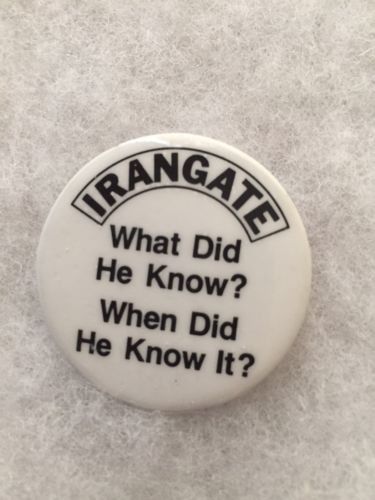 IRANGATE
What Did
He Know?
When Did
He Know It?